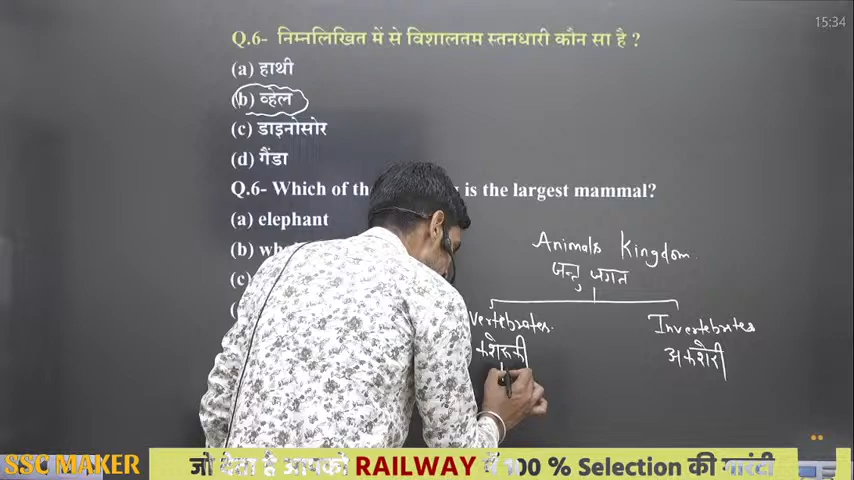 15:34
Q.6- निम्नलिखित में से विशालतम स्तनधारी कौन सा है ?
(a) हाथी
(b) व्हेल
(c) डाइनोसोर
(d) गैंडा
Q.6- Which of th is the largest mammal?
(a) elephant
(b) wh
(c)
Animals Kingdom
जन्तु जगत
Vertebrates. Invertebrates
कशेरूकी अकशेरी
SSC MAKER जो देता है आपको RAILWAY में 100 % Selection की गारंटी